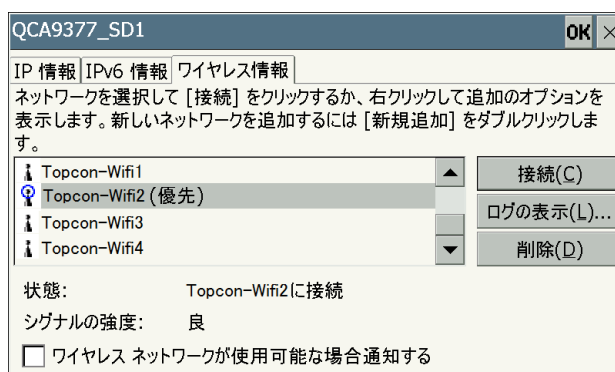 QCA9377_SD1
OK ×
IP 情報 IPv6 情報 ワイヤレス情報
ネットワークを選択して [接続] をクリックするか、右クリックして追加のオプションを
表示します。新しいネットワークを追加するには [新規追加] をダブルクリックしま
す。
Topcon-Wifi1
Topcon-Wifi2 (優先)
Topcon-Wifi3
Topcon-Wifi4
接続(C)
ログの表示(L)...
削除(D)
状態: Topcon-Wifi2に接続
シグナルの強度: 良
ワイヤレス ネットワークが使用可能な場合通知する